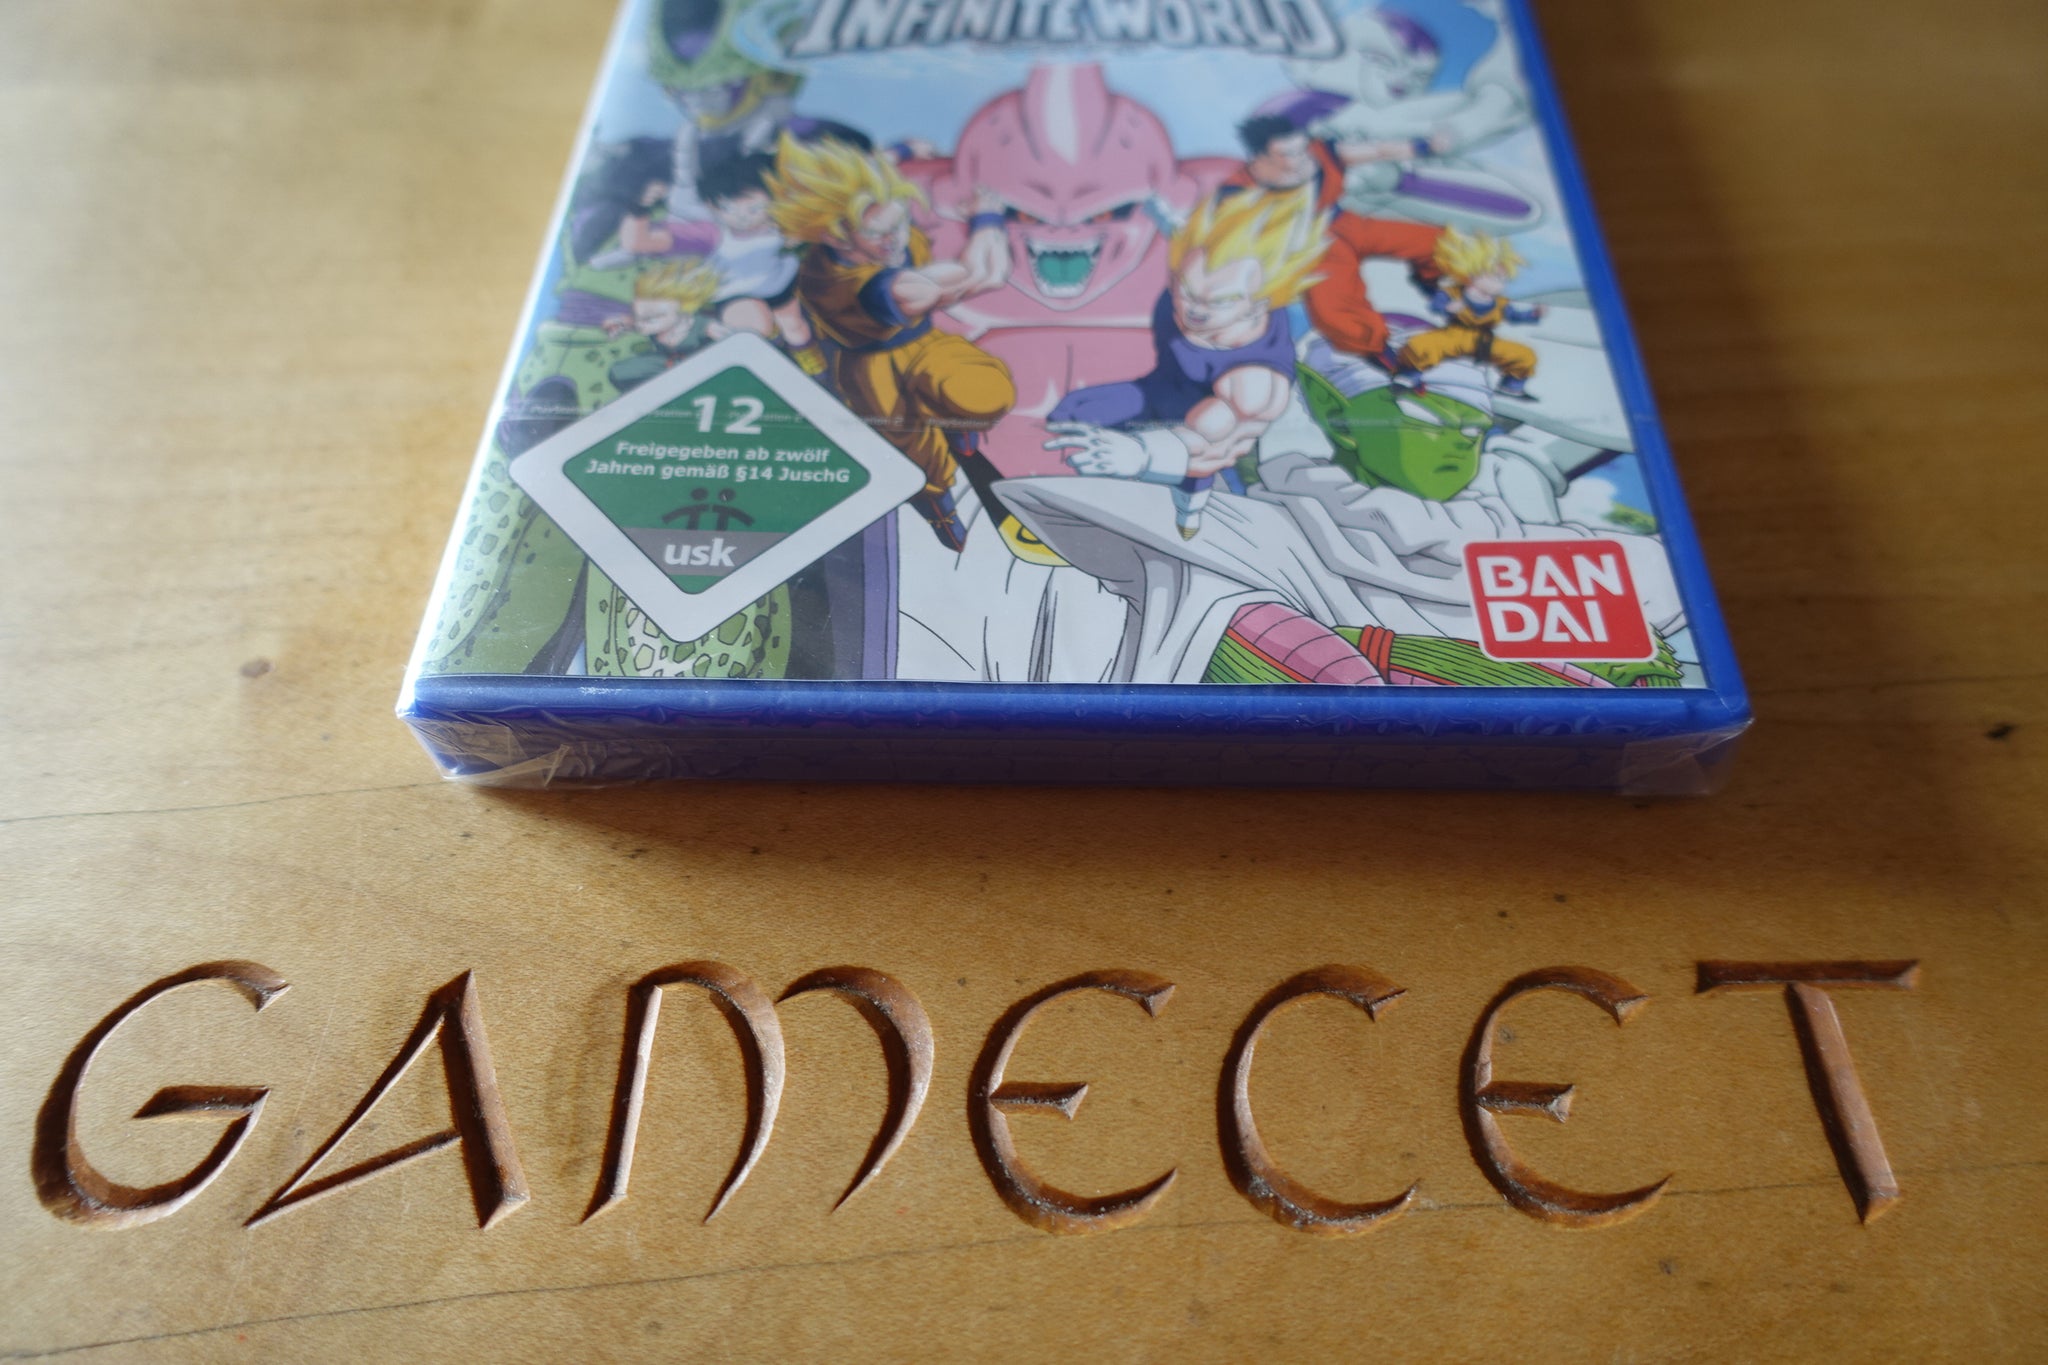 INFINITE WORLD
12
Freigegeben ab zwölf
Jahren gemäß §14 JuschG
usk
BAN
DAI
GAMECET